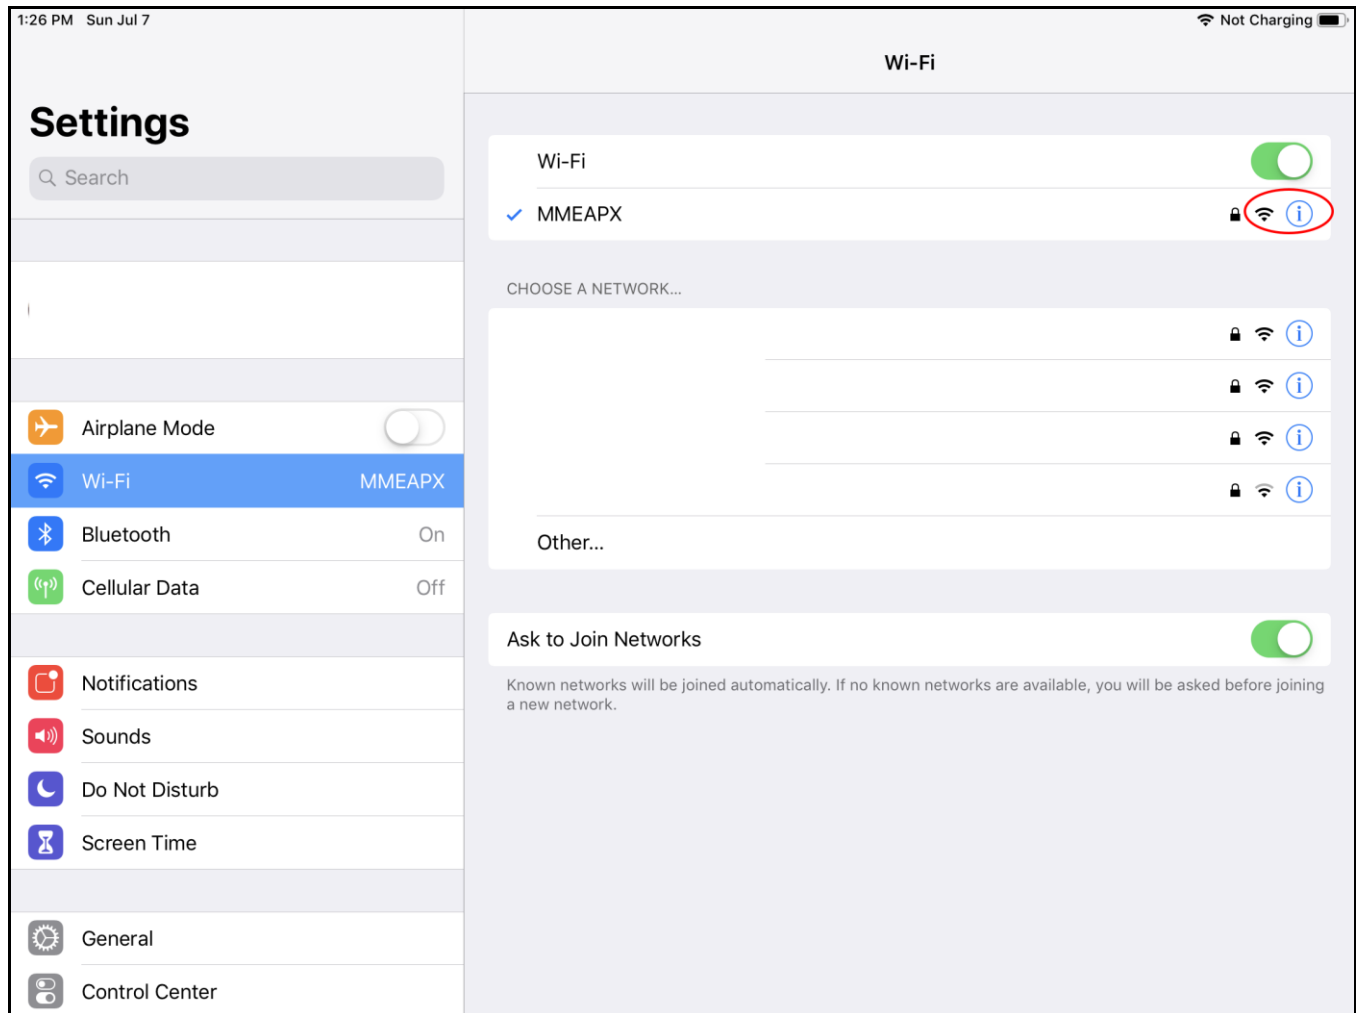 1:26 PM Sun Jul 7
Not Charging
Settings
Search
Airplane Mode
Wi-Fi MMEAPX
Bluetooth On
Cellular Data Off
Notifications
Sounds
Do Not Disturb
Screen Time
General
Control Center
Wi-Fi
Wi-Fi
MMEAPX
CHOOSE A NETWORK...
Other...
Ask to Join Networks
Known networks will be joined automatically. If no known networks are available, you will be asked before joining
a new network.